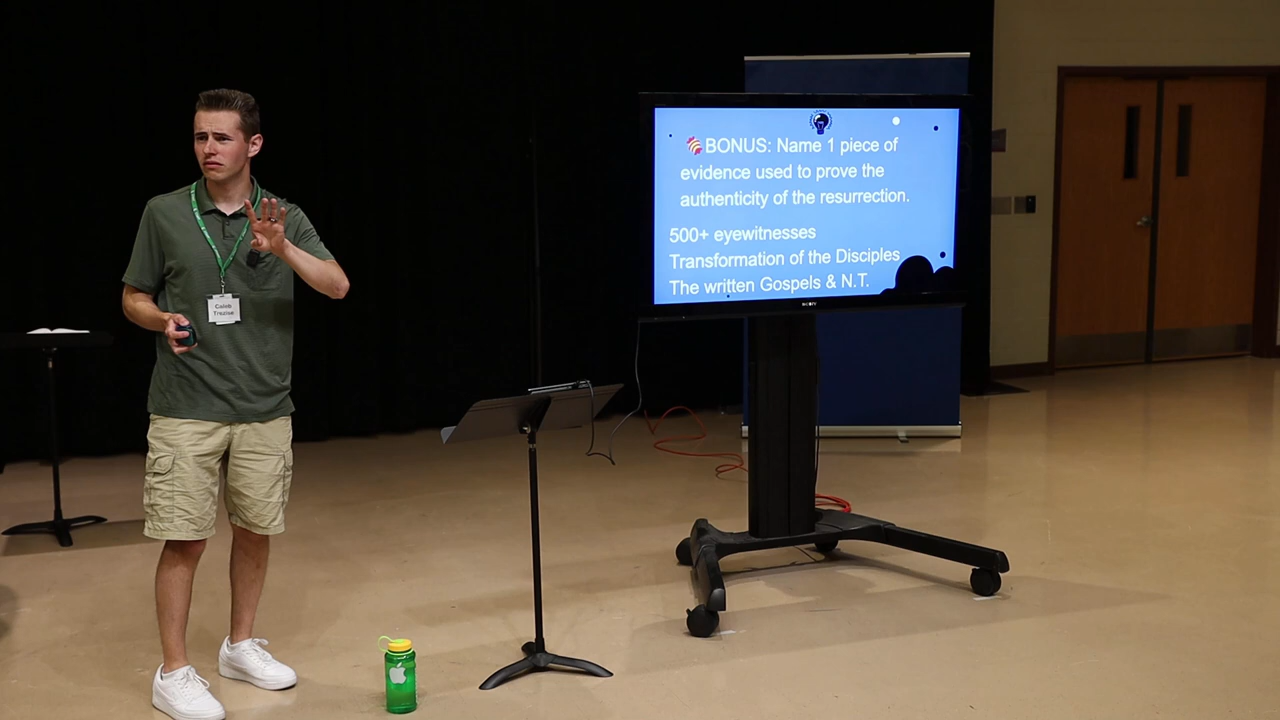 BONUS: Name 1 piece of
evidence used to prove the
authenticity of the resurrection.
500+ eyewitnesses
Transformation of the Disciples
The written Gospels & N.T.
Caleb
Trezise